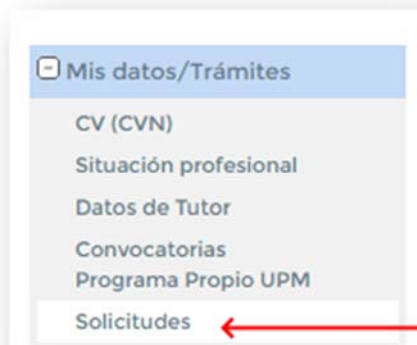 Mis datos/Trámites
CV (CVN)
Situación profesional
Datos de Tutor
Convocatorias
Programa Propio UPM
Solicitudes